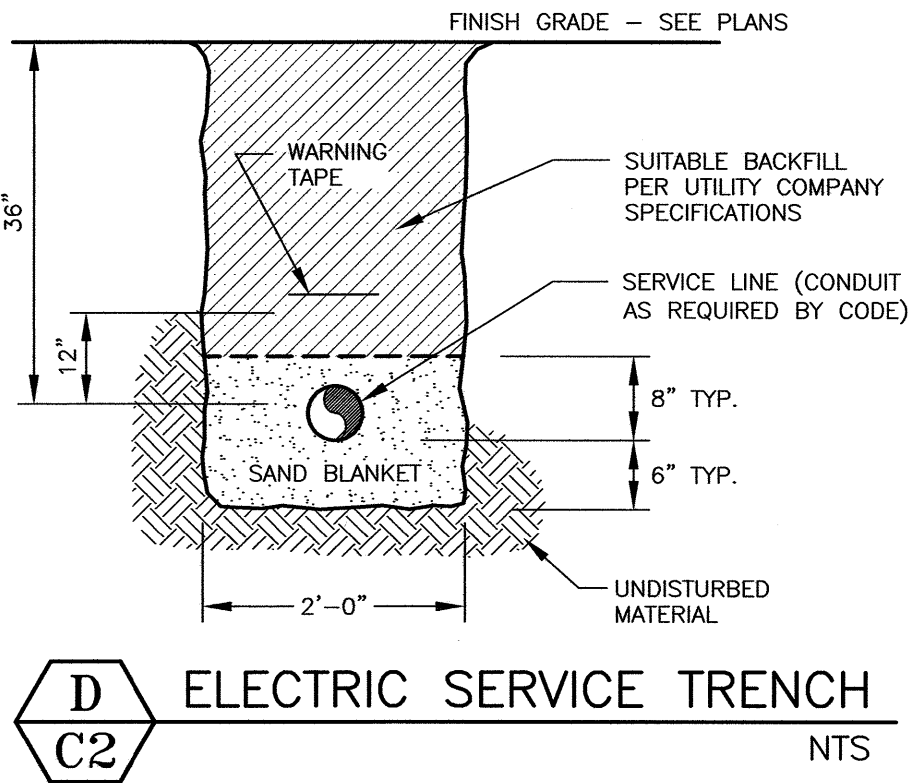 FINISH GRADE – SEE PLANS
36"
WARNING
TAPE
SUITABLE BACKFILL
PER UTILITY COMPANY
SPECIFICATIONS
SERVICE LINE (CONDUIT
AS REQUIRED BY CODE)
12"
8" TYP.
SAND BLANKET
6" TYP.
2'-0"
UNDISTURBED
MATERIAL
D
C2
ELECTRIC SERVICE TRENCH
NTS